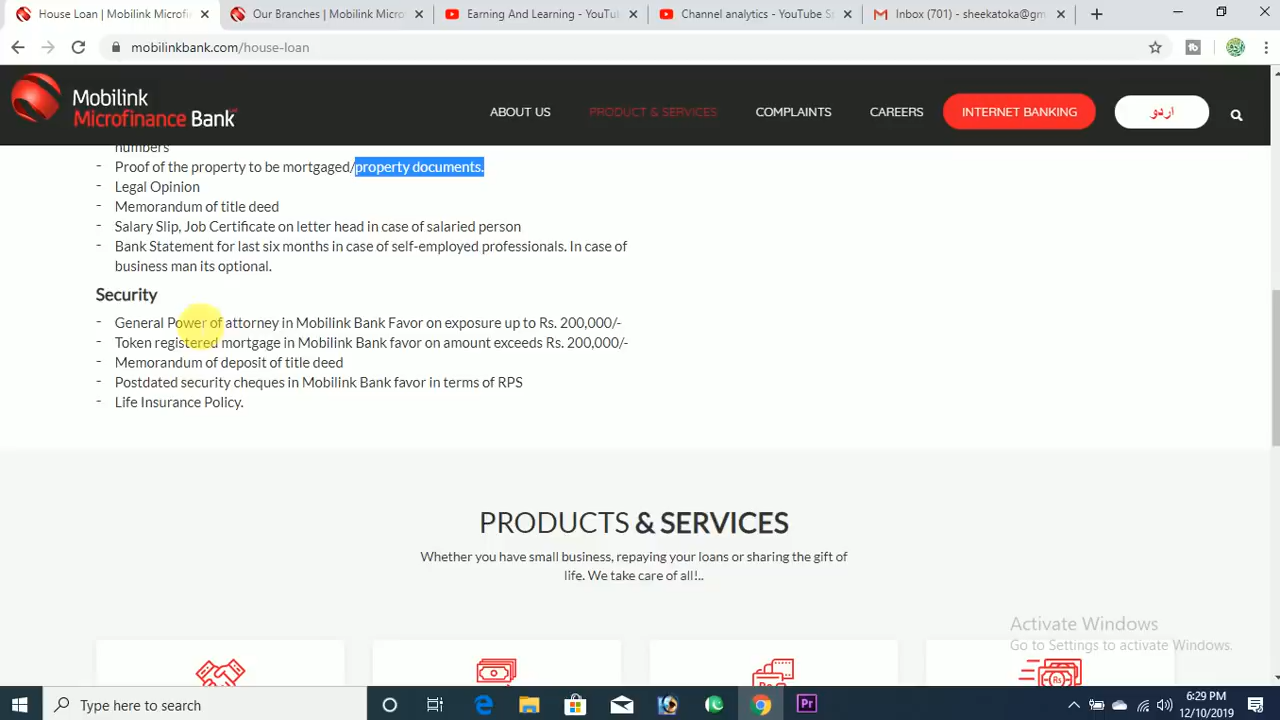 House Loan | Mobilink Microfin
Our Branches | Mobilink Micro
Earning And Learning - YouTu
Channel analytics - YouTube S
Inbox (701) - sheekatoka@gm
mobilinkbank.com/house-loan
Mobilink
Microfinance Bank
ABOUT US
PRODUCT & SERVICES
COMPLAINTS
CAREERS
INTERNET BANKING
اردو
numbers
- Proof of the property to be mortgaged/property documents.
- Legal Opinion
- Memorandum of title deed
- Salary Slip, Job Certificate on letter head in case of salaried person
- Bank Statement for last six months in case of self-employed professionals. In case of
business man its optional.
Security
- General Power of attorney in Mobilink Bank Favor on exposure up to Rs. 200,000/-
- Token registered mortgage in Mobilink Bank favor on amount exceeds Rs. 200,000/-
- Memorandum of deposit of title deed
- Postdated security cheques in Mobilink Bank favor in terms of RPS
- Life Insurance Policy.
PRODUCTS & SERVICES
Whether you have small business, repaying your loans or sharing the gift of
life. We take care of all!..
Activate Windows
Go to Settings to activate Windows.
Rs
Type here to search
Pr
6:29 PM
12/10/2019